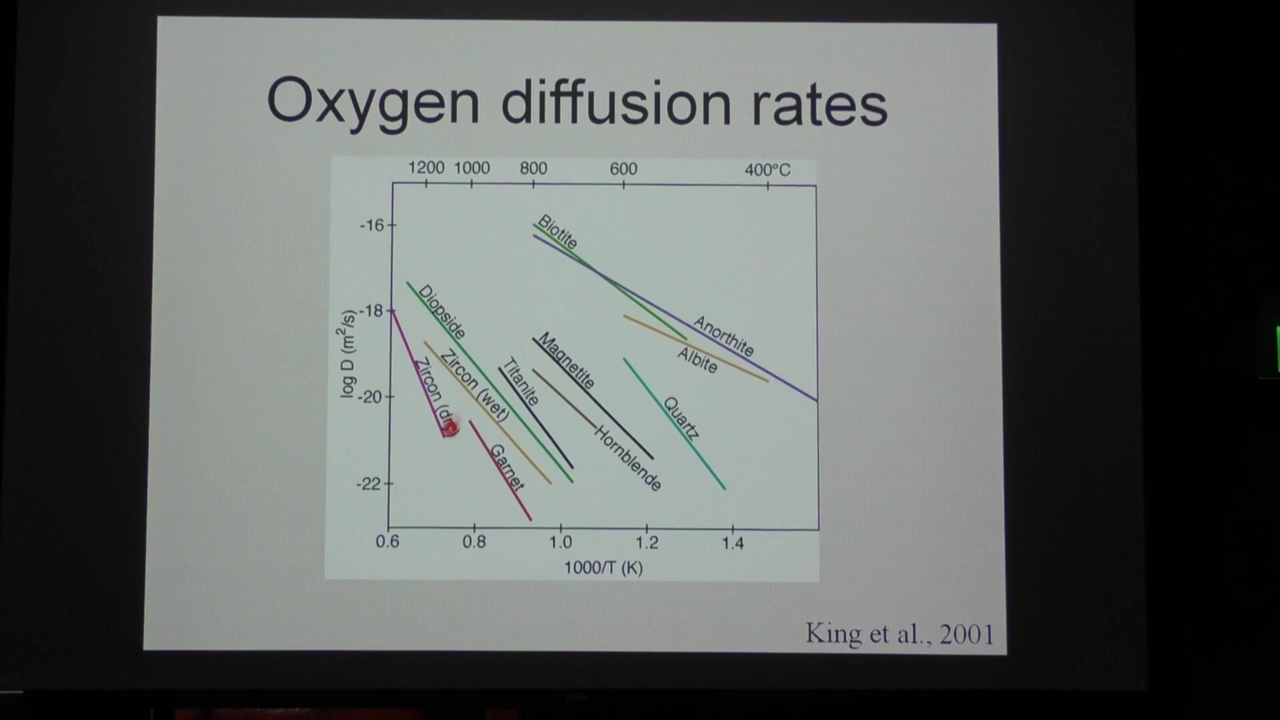 Oxygen diffusion rates
1200 1000 800 600 400°C
-16
-18
-20
-22
log D (m²/s)
Biotite
Diopside
Anorthite
Albite
Magnetite
Titanite
Zircon (wet)
Zircon
Quartz
Hornblende
Garnet
0.6 0.8 1.0 1.2 1.4
1000/T (K)
King et al., 2001